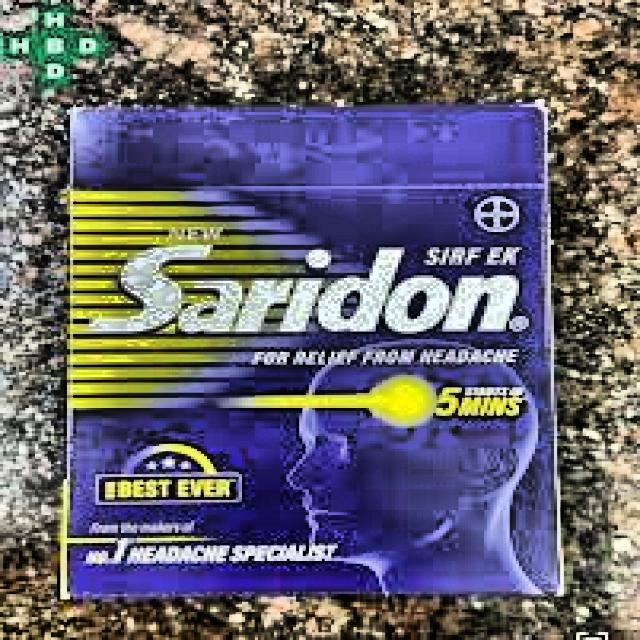 H
HBD
D
NEW
SIRF EK
Saridon®
FOR RELIEF FROM HEADACHE
5 MINS
BEST EVER
From the makers of
NO.1 HEADACHE SPECIALIST